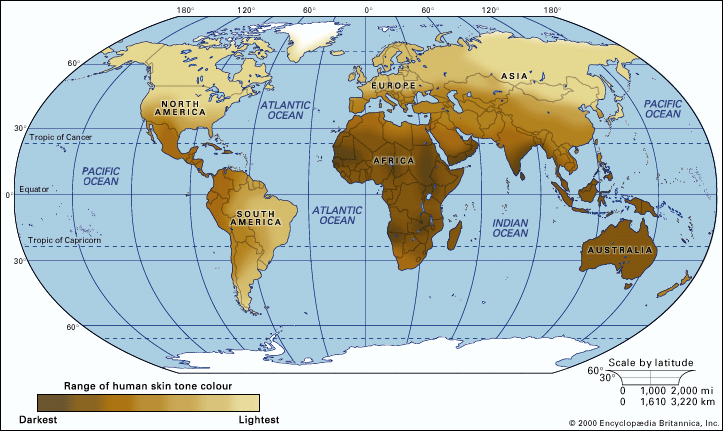 180°
120°
60°
0°
60°
120°
180°
60°
ASIA
EUROPE
NORTH
AMERICA
ATLANTIC
OCEAN
PACIFIC
OCEAN
30°
Tropic of Cancer
AFRICA
PACIFIC
OCEAN
Equator
0°
SOUTH
AMERICA
ATLANTIC
OCEAN
INDIAN
OCEAN
Tropic of Capricorn
AUSTRALIA
30°
60°
Scale by latitude
60°
30°
0 1,000 2,000 mi
0 1,610 3,220 km
Range of human skin tone colour
Darkest Lightest
© 2000 Encyclopædia Britannica, Inc.